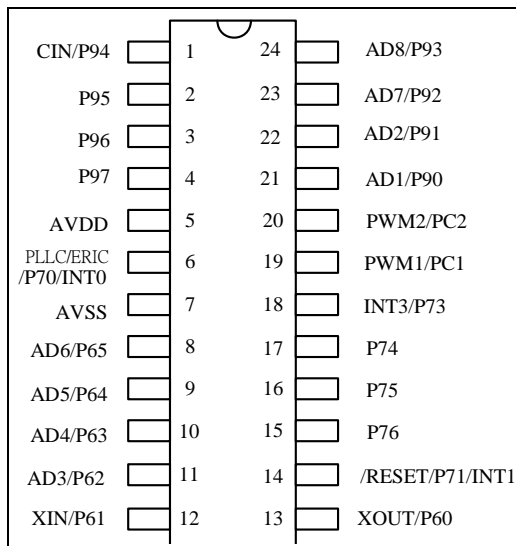 CIN/P94 1 24 AD8/P93
P95 2 23 AD7/P92
P96 3 22 AD2/P91
P97 4 21 AD1/P90
AVDD 5 20 PWM2/PC2
PLLC/ERIC
/P70/INT0 6 19 PWM1/PC1
AVSS 7 18 INT3/P73
AD6/P65 8 17 P74
AD5/P64 9 16 P75
AD4/P63 10 15 P76
AD3/P62 11 14 /RESET/P71/INT1
XIN/P61 12 13 XOUT/P60